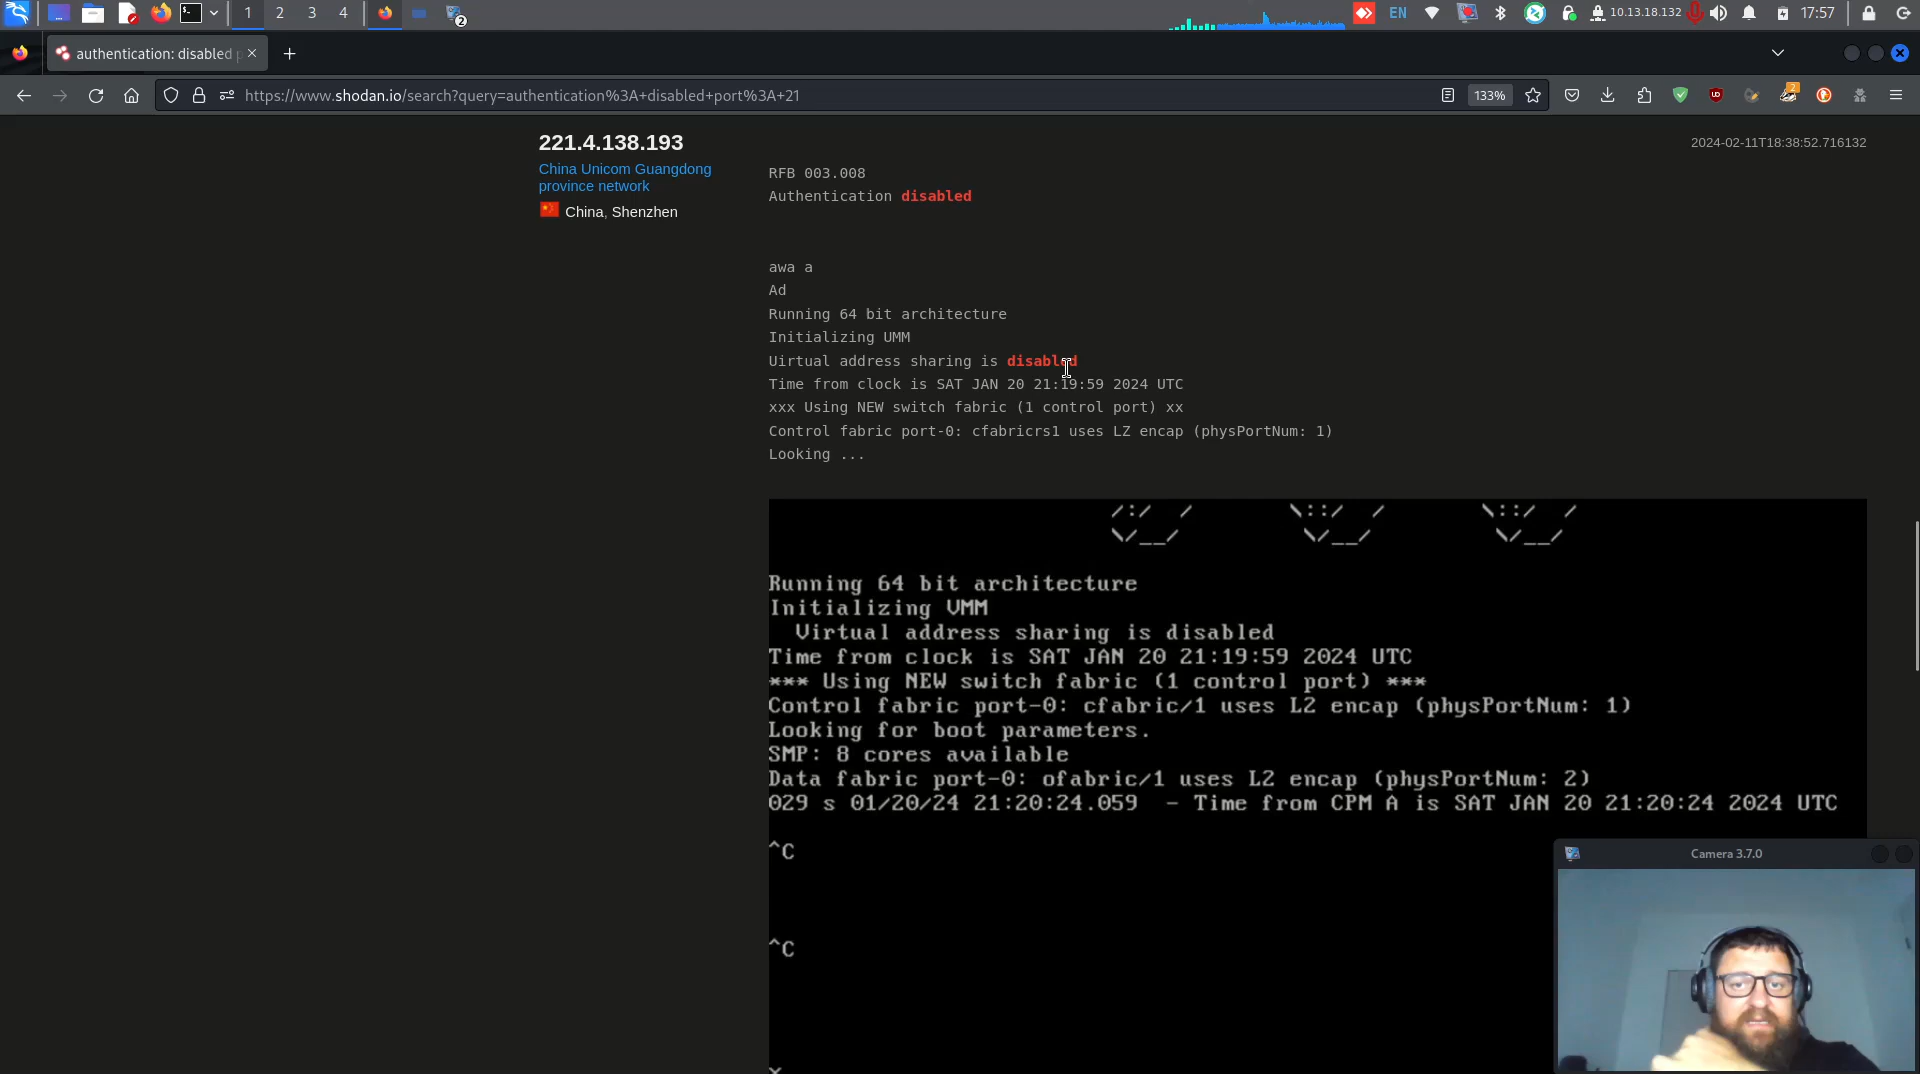 1 2 3 4
2
EN
10.13.18.132
17:57
authentication: disabled
https://www.shodan.io/search?query=authentication%3A+disabled+port%3A+21
133%
2
221.4.138.193
China Unicom Guangdong
province network
China, Shenzhen
2024-02-11T18:38:52.716132
RFB 003.008
Authentication disabled
awa a
Ad
Running 64 bit architecture
Initializing UMM
Uirtual address sharing is disabled
Time from clock is SAT JAN 20 21:19:59 2024 UTC
xxx Using NEW switch fabric (1 control port) xx
Control fabric port-0: cfabricrs1 uses LZ encap (physPortNum: 1)
Looking ...
/:/ / \::/ / \::/ /
\/__/ \/__/ \/__/
Running 64 bit architecture
Initializing VMM
Virtual address sharing is disabled
Time from clock is SAT JAN 20 21:19:59 2024 UTC
*** Using NEW switch fabric (1 control port) ***
Control fabric port-0: cfabric/1 uses L2 encap (physPortNum: 1)
Looking for boot parameters.
SMP: 8 cores available
Data fabric port-0: ofabric/1 uses L2 encap (physPortNum: 2)
029 s 01/20/24 21:20:24.059 - Time from CPM A is SAT JAN 20 21:20:24 2024 UTC
^C
^C
Camera 3.7.0